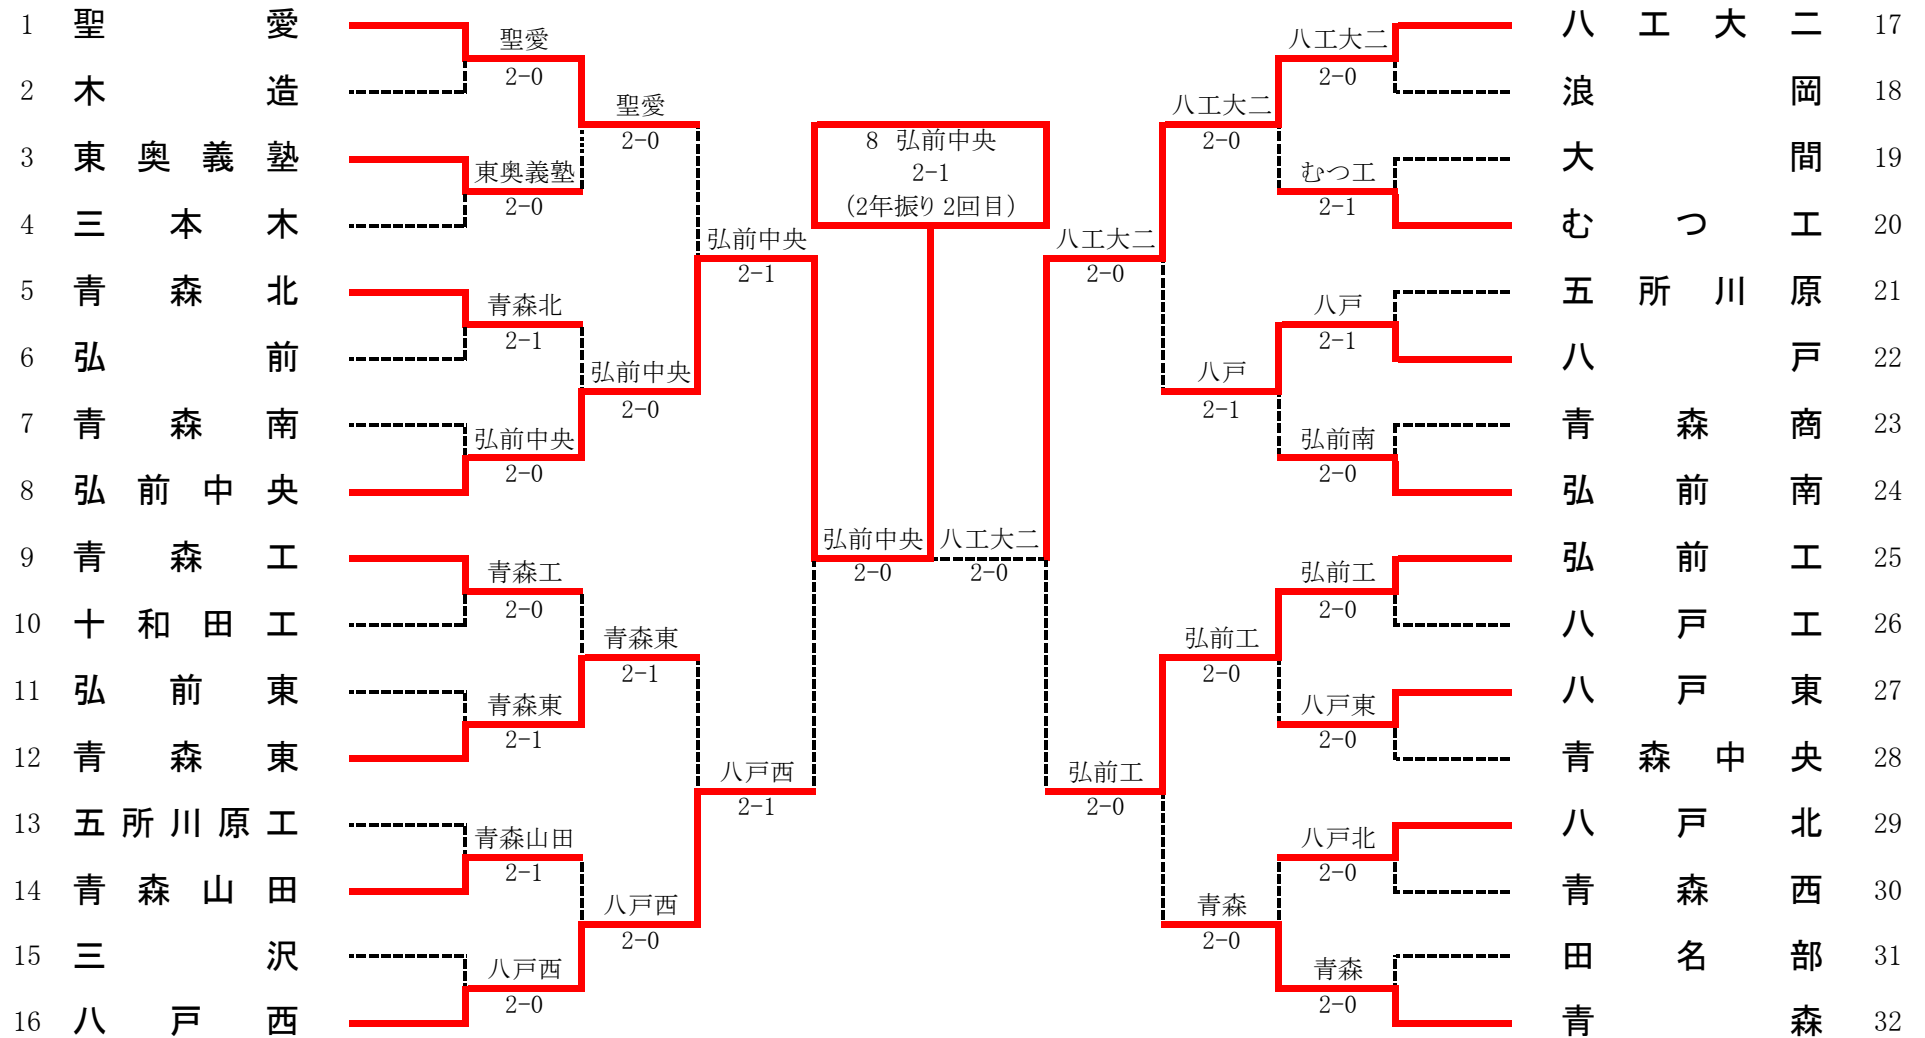 1 聖愛
2 木造
3 東奥義塾
4 三本木
5 青森北
6 弘前
7 青森南
8 弘前中央
9 青森工
10 十和田工
11 弘前東
12 青森東
13 五所川原工
14 青森山田
15 三沢
16 八戸西
聖愛
2-0
東奥義塾
2-0
青森北
2-1
弘前中央
2-0
青森工
2-0
青森東
2-1
青森山田
2-1
八戸西
2-0
聖愛
2-0
弘前中央
2-0
青森東
2-1
八戸西
2-0
弘前中央
2-1
八戸西
2-1
8 弘前中央
2-1
(2年振り 2回目)
弘前中央
2-0
八工大二
2-0
八工大二
2-0
弘前工
2-0
八工大二
2-0
八戸
2-1
弘前工
2-0
青森
2-0
八工大二
2-0
むつ工
2-1
八戸
2-1
弘前南
2-0
弘前工
2-0
八戸東
2-0
八戸北
2-0
青森
2-0
八工大二 17
浪岡 18
大間 19
むつ工 20
五所川原 21
八戸 22
青森商 23
弘前南 24
弘前工 25
八戸工 26
八戸東 27
青森中央 28
八戸北 29
青森西 30
田名部 31
青森 32